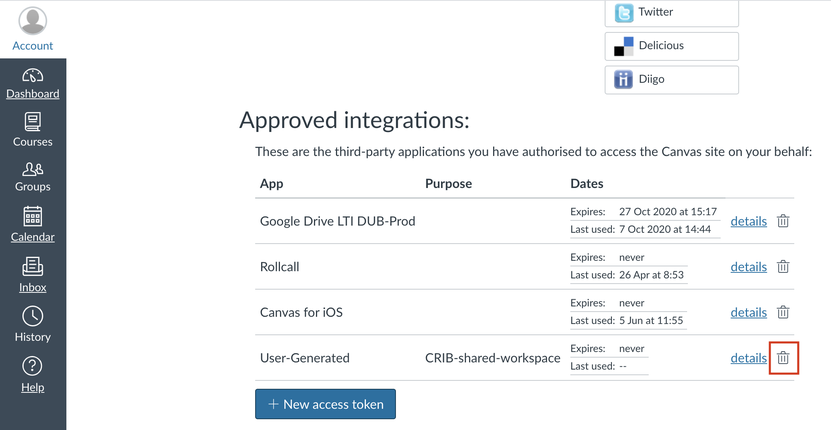 Account
Dashboard
Courses
Groups
Calendar
Inbox
History
Help
Twitter
Delicious
Diigo
Approved integrations:
These are the third-party applications you have authorised to access the Canvas site on your behalf:
App Purpose Dates
Google Drive LTI DUB-Prod Expires: 27 Oct 2020 at 15:17
Last used: 7 Oct 2020 at 14:44 details
Rollcall Expires: never
Last used: 26 Apr at 8:53 details
Canvas for iOS Expires: never
Last used: 5 Jun at 11:55 details
User-Generated CRIB-shared-workspace Expires: never
Last used: -- details
+ New access token